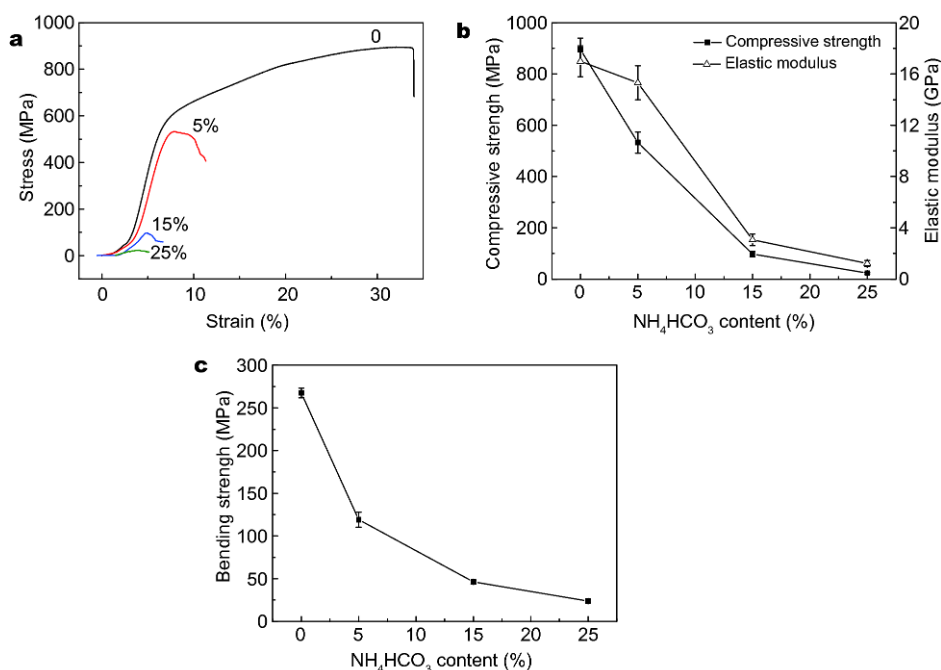 a
1000
800
600
400
200
0
Stress (MPa)
0
5%
15%
25%
0 10 20 30
Strain (%)
b
1000
800
600
400
200
0
Compressive strengh (MPa)
Compressive strength
Elastic modulus
20
16
12
8
4
0
Elastic modulus (GPa)
0 5 10 15 20 25
NH₄HCO₃ content (%)
c
300
250
200
150
100
50
0
Bending strengh (MPa)
0 5 10 15 20 25
NH₄HCO₃ content (%)